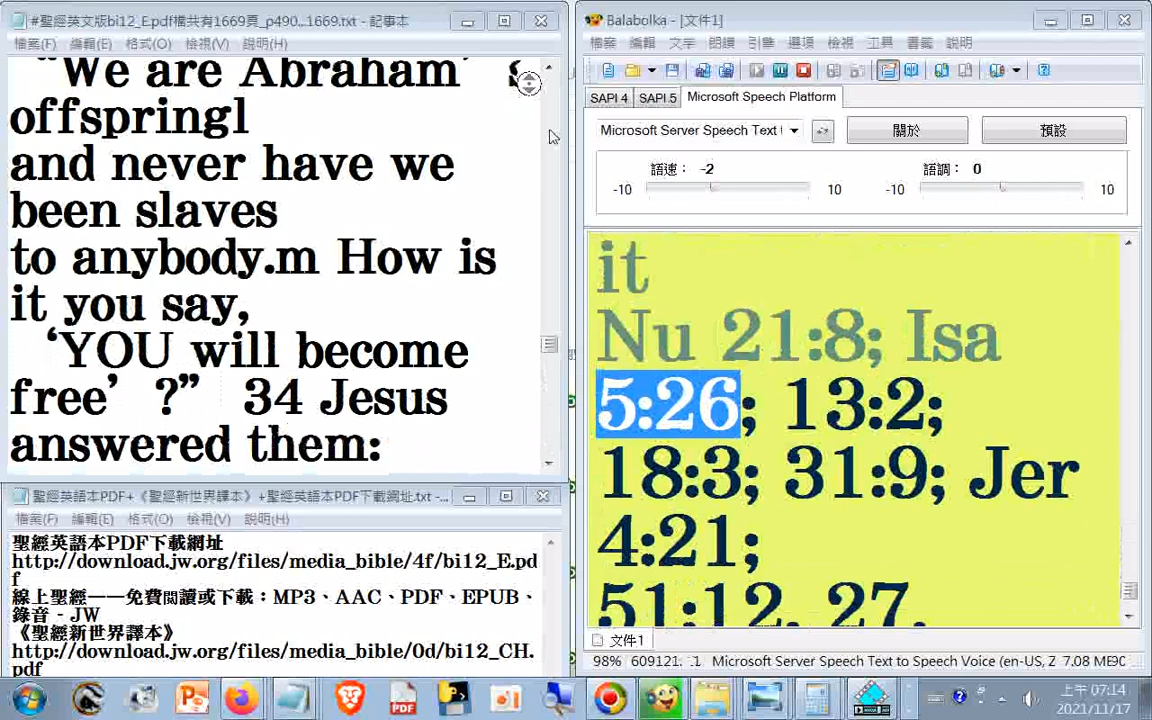 #聖經英文版bi12_E.pdf檔共有1669頁_p490...1669.txt - 記事本
檔案(F) 編輯(E) 格式(O) 檢視(V) 說明(H)
“We are Abraham’ s
offspringl
and never have we
been slaves
to anybody.m How is
it you say,
‘YOU will become
free’ ?” 34 Jesus
answered them:
聖經英語本PDF+《聖經新世界譯本》+聖經英語本PDF下載網址.txt - ...
檔案(F) 編輯(E) 格式(O) 檢視(V) 說明(H)
聖經英語本PDF下載網址
http://download.jw.org/files/media_bible/4f/bi12_E.pd
f
線上聖經——免費閱讀或下載：MP3、AAC、PDF、EPUB、
錄音 - JW
《聖經新世界譯本》
http://download.jw.org/files/media_bible/0d/bi12_CH.
pdf
Balabolka - [文件1]
檔案 編輯 文字 朗讀 引擎 選項 檢視 工具 書籤 說明
SAPI 4 SAPI 5 Microsoft Speech Platform
Microsoft Server Speech Text 關於 預設
語速： -2 語調： 0
-10 10 -10 10
it
Nu 21:8; Isa
5:26; 13:2;
18:3; 31:9; Jer
4:21;
51:12, 27.
文件1
98% 609121. .1 Microsoft Server Speech Text to Speech Voice (en-US, Z 7.08 ME
上午 07:14
2021/11/17